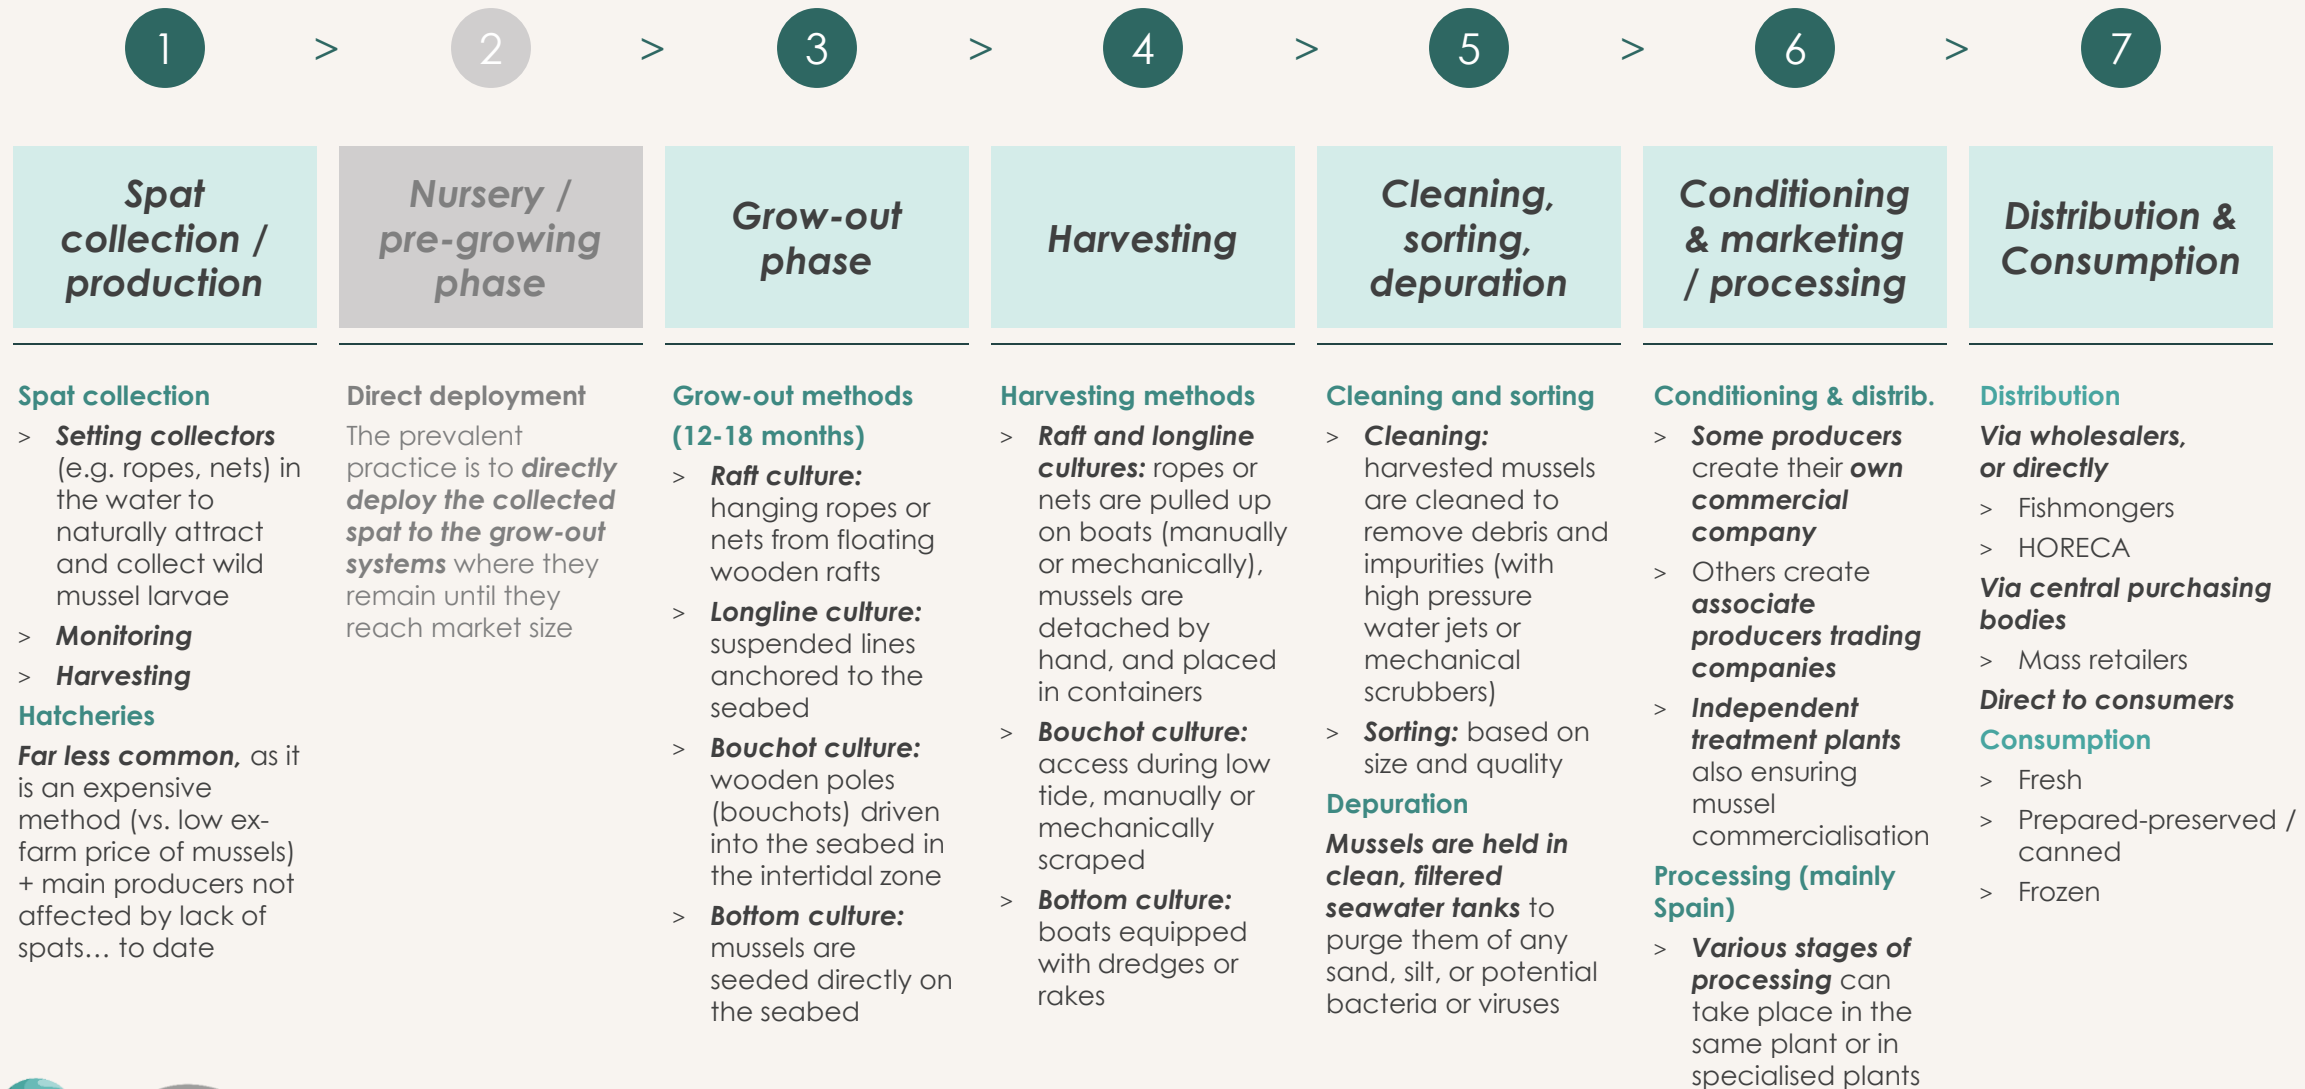 1 > 2 > 3 > 4 > 5 > 6 > 7
Spat
collection /
production
Nursery /
pre-growing
phase
Grow-out
phase
Harvesting
Cleaning,
sorting,
depuration
Conditioning
& marketing
/ processing
Distribution &
Consumption
Spat collection
> Setting collectors
(e.g. ropes, nets) in
the water to
naturally attract
and collect wild
mussel larvae
> Monitoring
> Harvesting
Hatcheries
Far less common, as it
is an expensive
method (vs. low ex-
farm price of mussels)
+ main producers not
affected by lack of
spats… to date
Direct deployment
The prevalent
practice is to directly
deploy the collected
spat to the grow-out
systems where they
remain until they
reach market size
Grow-out methods
(12-18 months)
> Raft culture:
hanging ropes or
nets from floating
wooden rafts
> Longline culture:
suspended lines
anchored to the
seabed
> Bouchot culture:
wooden poles
(bouchots) driven
into the seabed in
the intertidal zone
> Bottom culture:
mussels are
seeded directly on
the seabed
Harvesting methods
> Raft and longline
cultures: ropes or
nets are pulled up
on boats (manually
or mechanically),
mussels are
detached by
hand, and placed
in containers
> Bouchot culture:
access during low
tide, manually or
mechanically
scraped
> Bottom culture:
boats equipped
with dredges or
rakes
Cleaning and sorting
> Cleaning:
harvested mussels
are cleaned to
remove debris and
impurities (with
high pressure
water jets or
mechanical
scrubbers)
> Sorting: based on
size and quality
Depuration
Mussels are held in
clean, filtered
seawater tanks to
purge them of any
sand, silt, or potential
bacteria or viruses
Conditioning & distrib.
> Some producers
create their own
commercial
company
> Others create
associate
producers trading
companies
> Independent
treatment plants
also ensuring
mussel
commercialisation
Processing (mainly
Spain)
> Various stages of
processing can
take place in the
same plant or in
specialised plants
Distribution
Via wholesalers,
or directly
> Fishmongers
> HORECA
Via central purchasing
bodies
> Mass retailers
Direct to consumers
Consumption
> Fresh
> Prepared-preserved /
canned
> Frozen